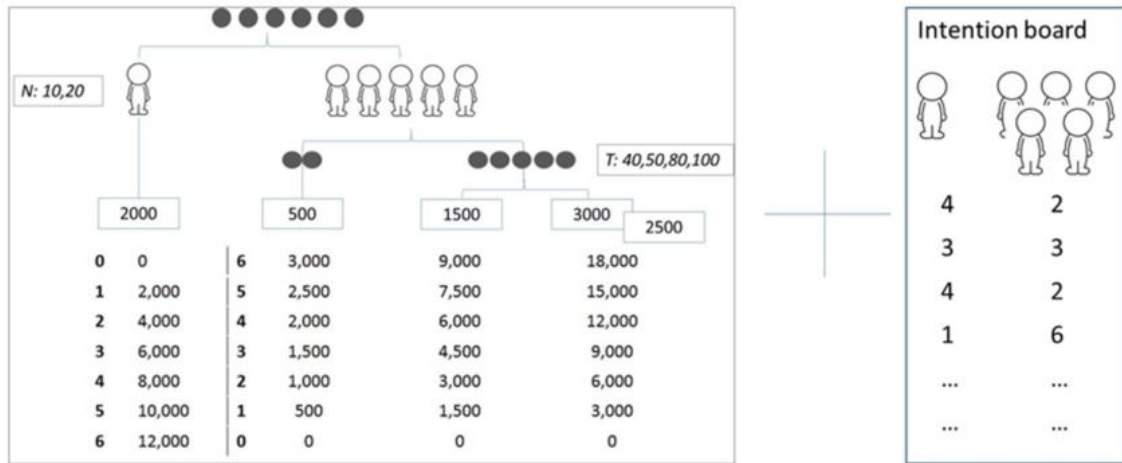 Intention board
N: 10,20
T: 40,50,80,100
2000 500 1500 3000
2500
0 0 6 3,000 9,000 18,000
1 2,000 5 2,500 7,500 15,000
2 4,000 4 2,000 6,000 12,000
3 6,000 3 1,500 4,500 9,000
4 8,000 2 1,000 3,000 6,000
5 10,000 1 500 1,500 3,000
6 12,000 0 0 0 0
4 2
3 3
4 2
1 6
... ...
... ...